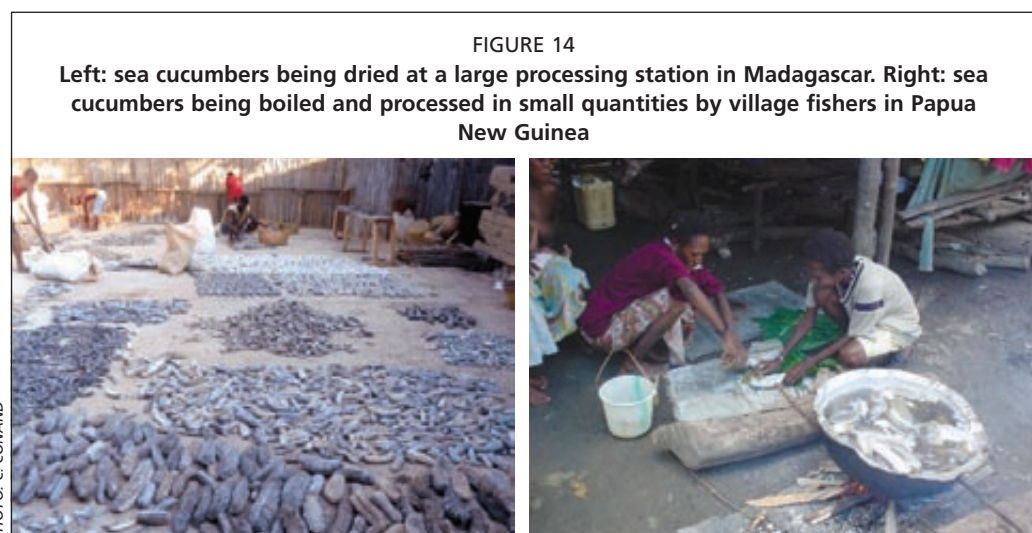 FIGURE 14
Left: sea cucumbers being dried at a large processing station in Madagascar. Right: sea
cucumbers being boiled and processed in small quantities by village fishers in Papua
New Guinea
C. CONAND